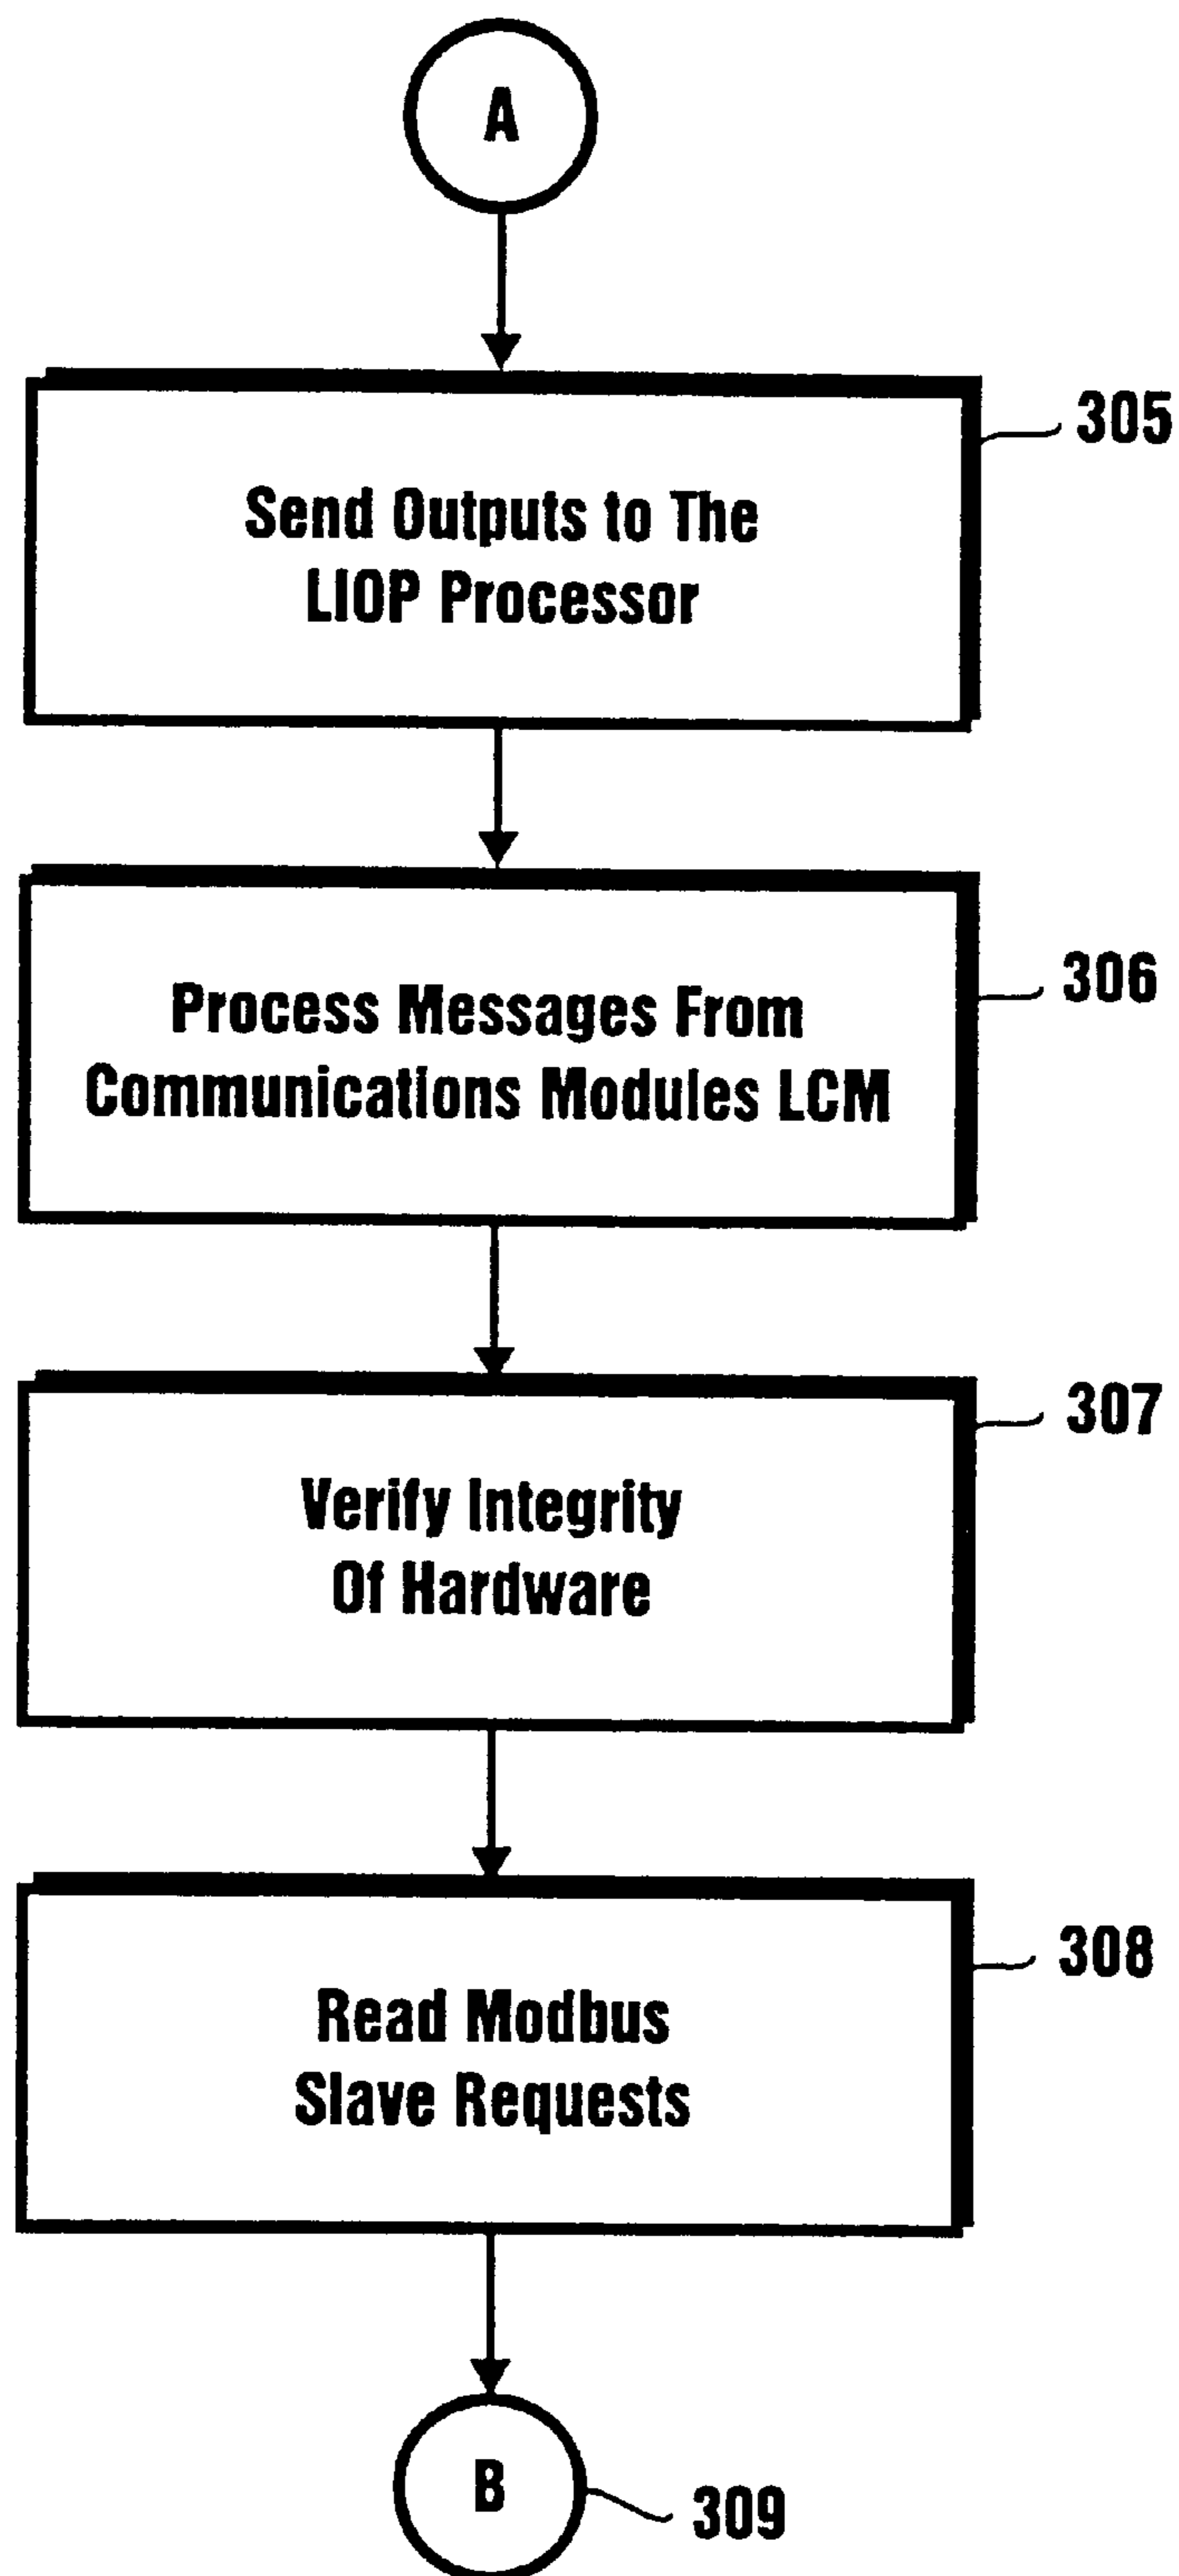 A
305
Send Outputs to The
LIOP Processor
306
Process Messages From
Communications Modules LCM
307
Verify Integrity
Of Hardware
308
Read Modbus
Slave Requests
B
309